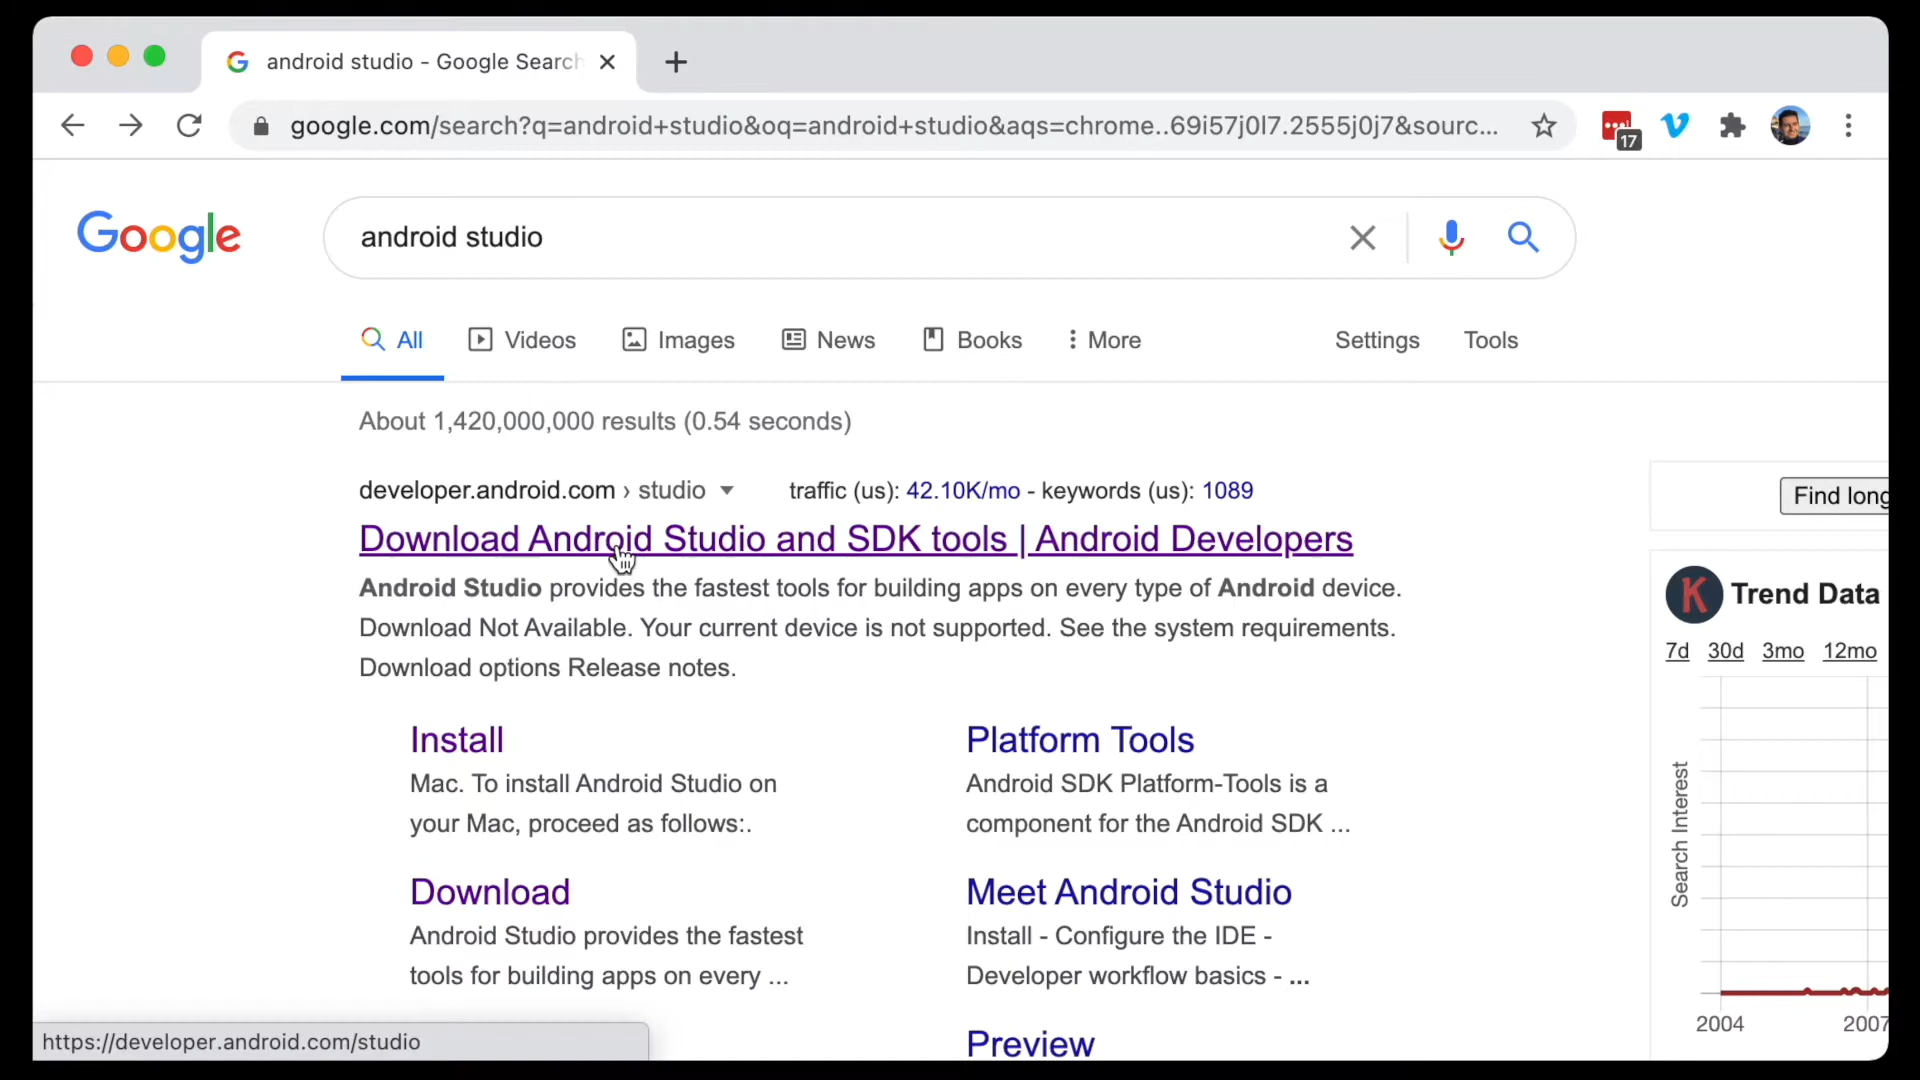 android studio - Google Search
google.com/search?q=android+studio&oq=android+studio&aqs=chrome..69i57j0l7.2555j0j7&sourc...
17
Google
android studio
All Videos Images News Books More Settings Tools
About 1,420,000,000 results (0.54 seconds)
developer.android.com › studio traffic (us): 42.10K/mo - keywords (us): 1089
Download Android Studio and SDK tools | Android Developers
Android Studio provides the fastest tools for building apps on every type of Android device.
Download Not Available. Your current device is not supported. See the system requirements.
Download options Release notes.
Install
Mac. To install Android Studio on
your Mac, proceed as follows:.
Platform Tools
Android SDK Platform-Tools is a
component for the Android SDK ...
Download
Android Studio provides the fastest
tools for building apps on every ...
Meet Android Studio
Install - Configure the IDE -
Developer workflow basics - ...
Preview
Find long
K Trend Data
7d 30d 3mo 12mo
Search Interest
2004 2007
https://developer.android.com/studio